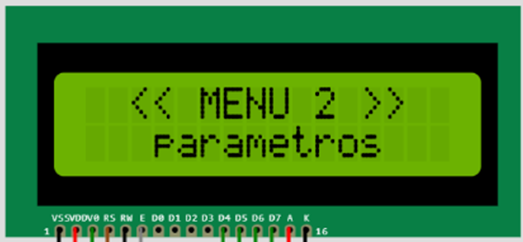 << MENU 2 >>
parametros
VSS VDD V0 RS RW E D0 D1 D2 D3 D4 D5 D6 D7 A K
1 16